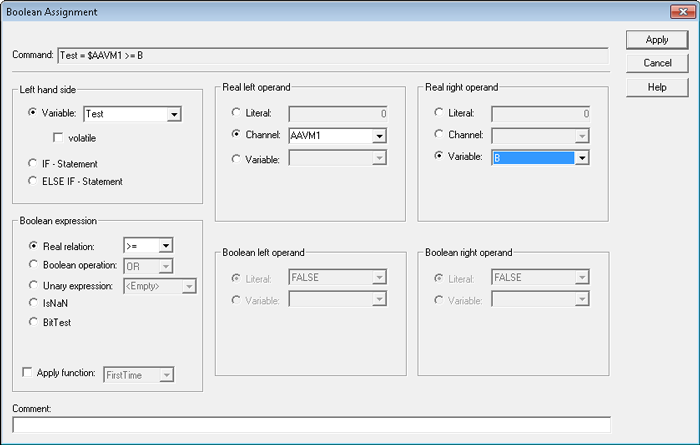 Boolean Assignment
Command: Test = $AAVM1 >= B
Apply
Cancel
Help
Left hand side
Variable: Test
volatile
IF - Statement
ELSE IF - Statement
Real left operand
Literal: 0
Channel: AAVM1
Variable:
Real right operand
Literal: 0
Channel:
Variable: B
Boolean expression
Real relation: >=
Boolean operation: OR
Unary expression: <Empty>
IsNaN
BitTest
Apply function: FirstTime
Boolean left operand
Literal: FALSE
Variable:
Boolean right operand
Literal: FALSE
Variable:
Comment: